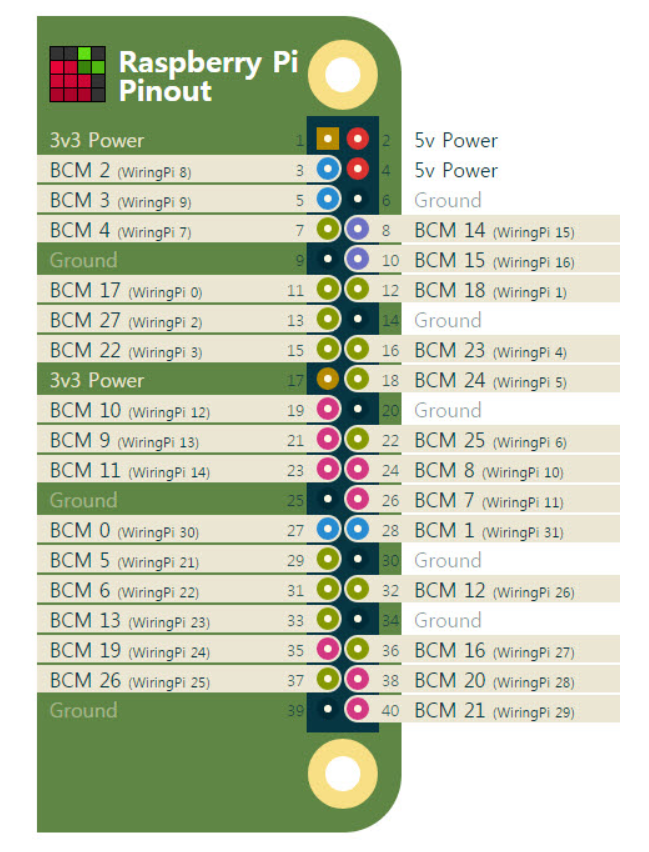 Raspberry Pi
Pinout
3v3 Power 1 2 5v Power
BCM 2 (WiringPi 8) 3 4 5v Power
BCM 3 (WiringPi 9) 5 6 Ground
BCM 4 (WiringPi 7) 7 8 BCM 14 (WiringPi 15)
Ground 9 10 BCM 15 (WiringPi 16)
BCM 17 (WiringPi 0) 11 12 BCM 18 (WiringPi 1)
BCM 27 (WiringPi 2) 13 14 Ground
BCM 22 (WiringPi 3) 15 16 BCM 23 (WiringPi 4)
3v3 Power 17 18 BCM 24 (WiringPi 5)
BCM 10 (WiringPi 12) 19 20 Ground
BCM 9 (WiringPi 13) 21 22 BCM 25 (WiringPi 6)
BCM 11 (WiringPi 14) 23 24 BCM 8 (WiringPi 10)
Ground 25 26 BCM 7 (WiringPi 11)
BCM 0 (WiringPi 30) 27 28 BCM 1 (WiringPi 31)
BCM 5 (WiringPi 21) 29 30 Ground
BCM 6 (WiringPi 22) 31 32 BCM 12 (WiringPi 26)
BCM 13 (WiringPi 23) 33 34 Ground
BCM 19 (WiringPi 24) 35 36 BCM 16 (WiringPi 27)
BCM 26 (WiringPi 25) 37 38 BCM 20 (WiringPi 28)
Ground 39 40 BCM 21 (WiringPi 29)